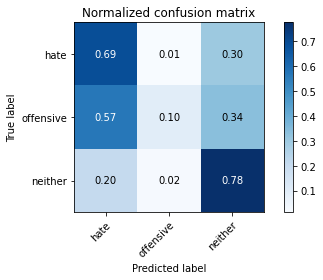 Normalized confusion matrix
hate 0.69 0.01 0.30
offensive 0.57 0.10 0.34
neither 0.20 0.02 0.78
hate offensive neither
True label
Predicted label
0.7
0.6
0.5
0.4
0.3
0.2
0.1